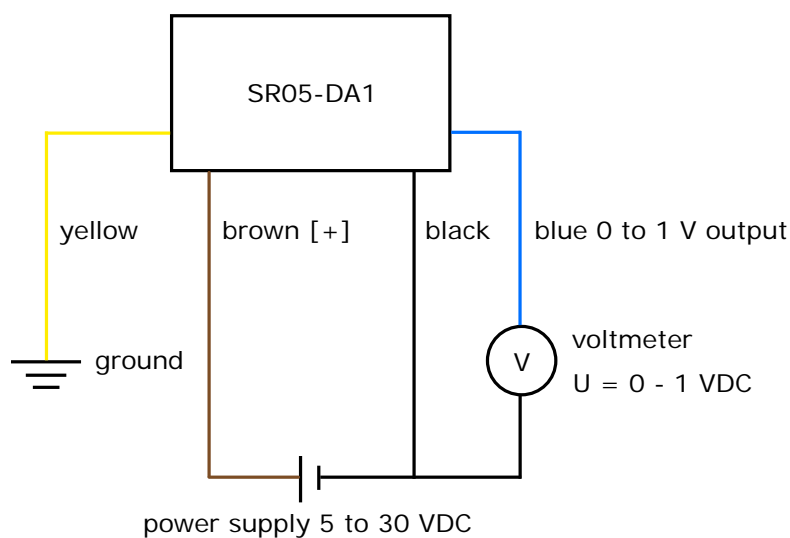 SR05-DA1
yellow
brown [+]
black
blue 0 to 1 V output
voltmeter
ground
V
U = 0 - 1 VDC
power supply 5 to 30 VDC